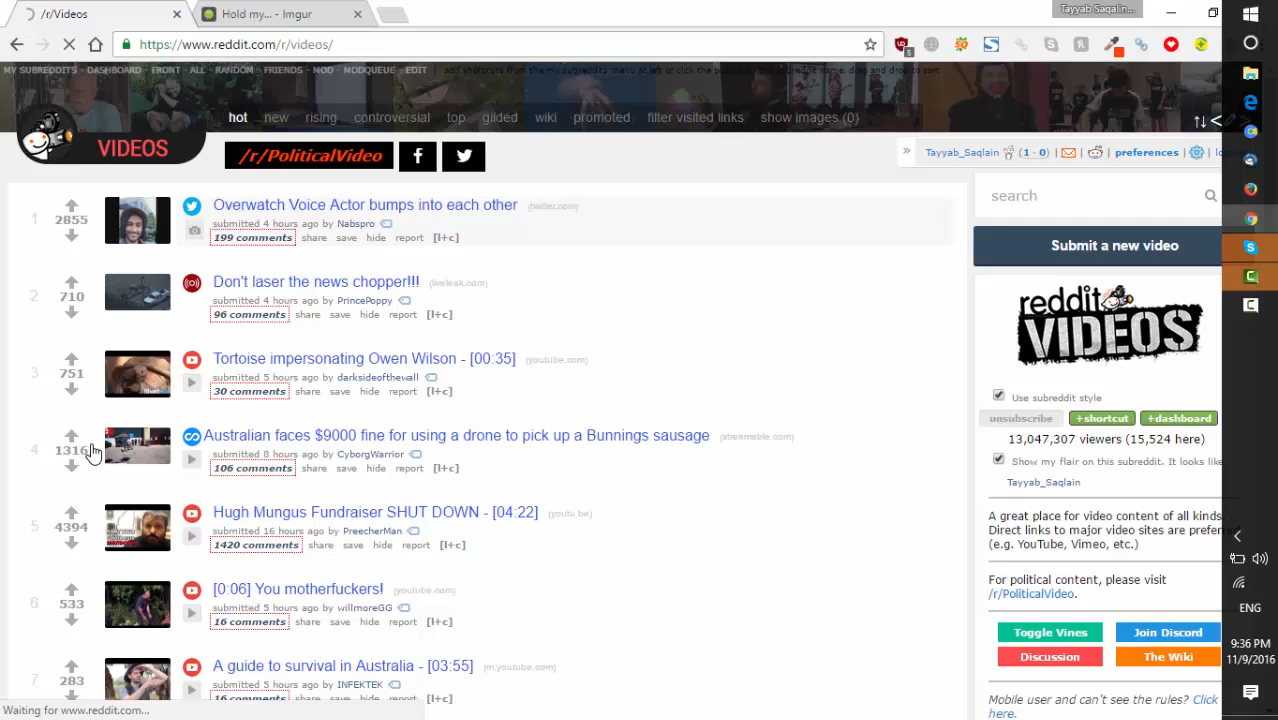 /r/Videos
Hold my... - Imgur
Tayyab Saqalin...
https://www.reddit.com/r/videos/
MY SUBREDDITS - DASHBOARD - FRONT - ALL - RANDOM - FRIENDS - MOD - MODQUEUE - EDIT
hot new rising controversial top gilded wiki promoted filter visited links show images (0)
VIDEOS
/r/PoliticalVideo
Tayyab_Saqlain (1 · 0) preferences
1
2855
Overwatch Voice Actor bumps into each other (twitter.com)
submitted 4 hours ago by Nabspro
199 comments share save hide report [l+c]
2
710
Don't laser the news chopper!!! (liveleak.com)
submitted 4 hours ago by PrincePoppy
96 comments share save hide report [l+c]
3
751
Tortoise impersonating Owen Wilson - [00:35] (youtube.com)
submitted 5 hours ago by darksideofthewall
30 comments share save hide report [l+c]
4
1316
Australian faces $9000 fine for using a drone to pick up a Bunnings sausage (streamable.com)
submitted 8 hours ago by CyborgWarrior
106 comments share save hide report [l+c]
5
4394
Hugh Mungus Fundraiser SHUT DOWN - [04:22] (youtu.be)
submitted 16 hours ago by PreecherMan
1420 comments share save hide report [l+c]
6
533
[0:06] You motherfuckers! (youtube.com)
submitted 5 hours ago by willmoreGG
16 comments share save hide report [l+c]
7
283
A guide to survival in Australia - [03:55] (m.youtube.com)
submitted 5 hours ago by INFEKTEK
16 comments share save hide report [l+c]
Waiting for www.reddit.com...
search
Submit a new video
reddit
VIDEOS
Use subreddit style
unsubscribe +shortcut +dashboard
13,047,307 viewers (15,524 here)
Show my flair on this subreddit. It looks like
Tayyab_Saqlain
A great place for video content of all kinds.
Direct links to major video sites are preferred
(e.g. YouTube, Vimeo, etc.)
For political content, please visit
/r/PoliticalVideo.
Toggle Vines Join Discord
Discussion The Wiki
Mobile user and can't see the rules? Click
here.
ENG
9:36 PM
11/9/2016